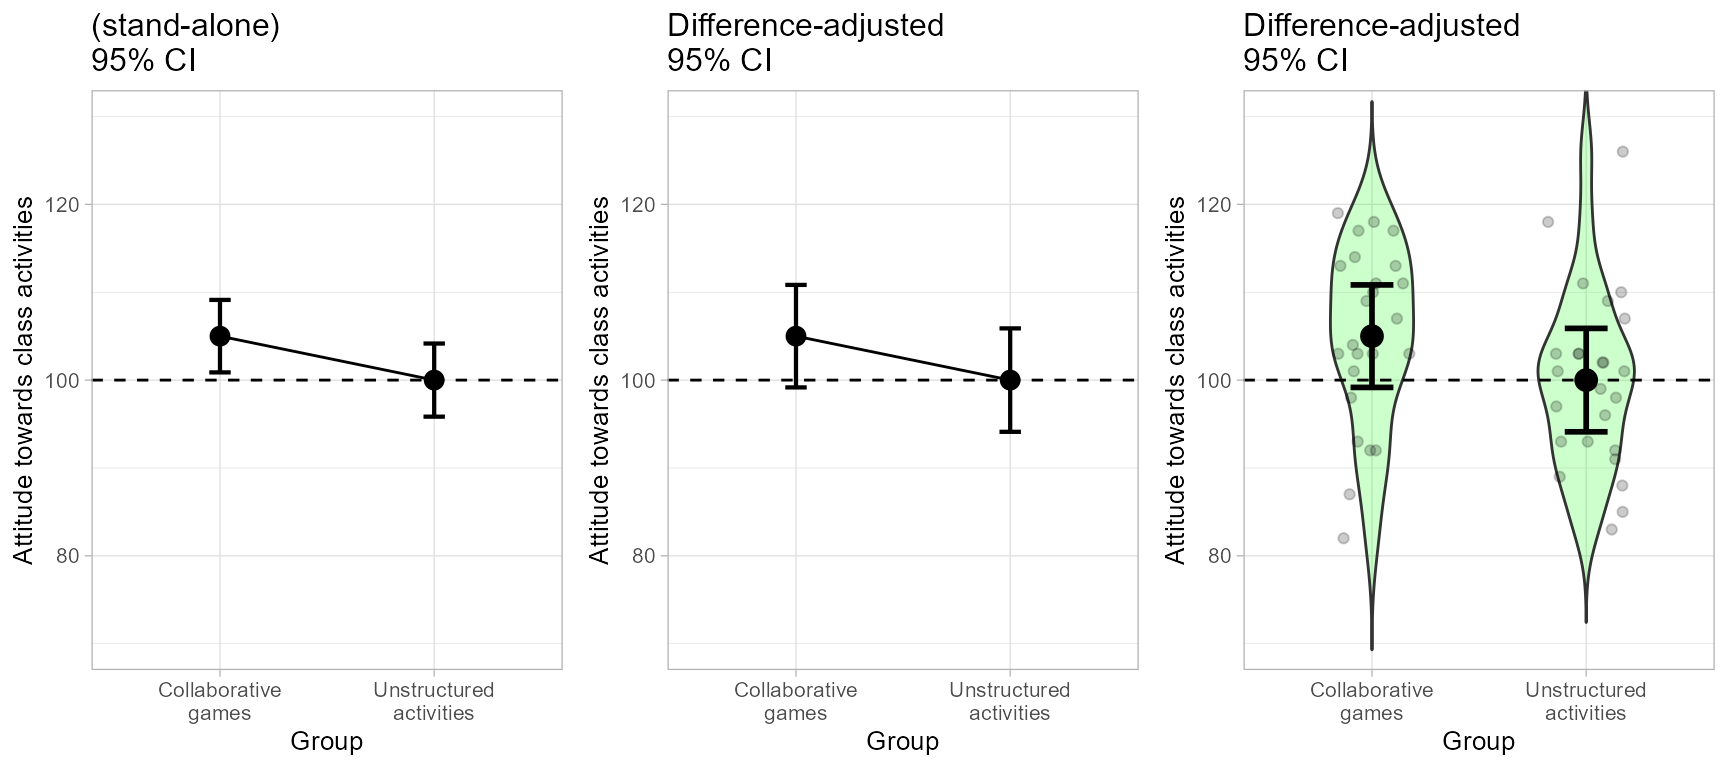 (stand-alone)
95% CI
Attitude towards class activities
120
100
80
Collaborative
games
Unstructured
activities
Group
Difference-adjusted
95% CI
Attitude towards class activities
120
100
80
Collaborative
games
Unstructured
activities
Group
Difference-adjusted
95% CI
Attitude towards class activities
120
100
80
Collaborative
games
Unstructured
activities
Group